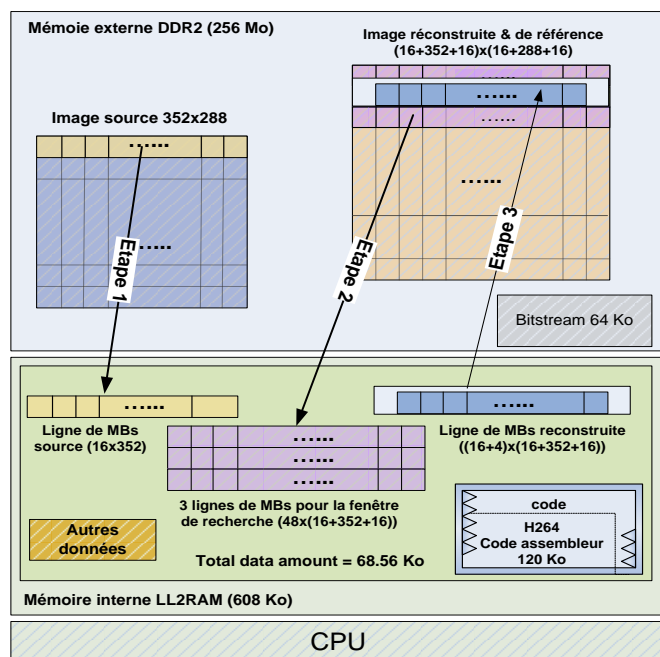 Mémoie externe DDR2 (256 Mo)
Image réconstruite & de référence
(16+352+16)x(16+288+16)
Image source 352x288
Etape 1
Etape 2
Etape 3
Bitstream 64 Ko
Ligne de MBs
source (16x352)
Ligne de MBs reconstruite
((16+4)x(16+352+16))
3 lignes de MBs pour la fenêtre
de recherche (48x(16+352+16))
Autres
données
code
H264
Code assembleur
120 Ko
Total data amount = 68.56 Ko
Mémoire interne LL2RAM (608 Ko)
CPU